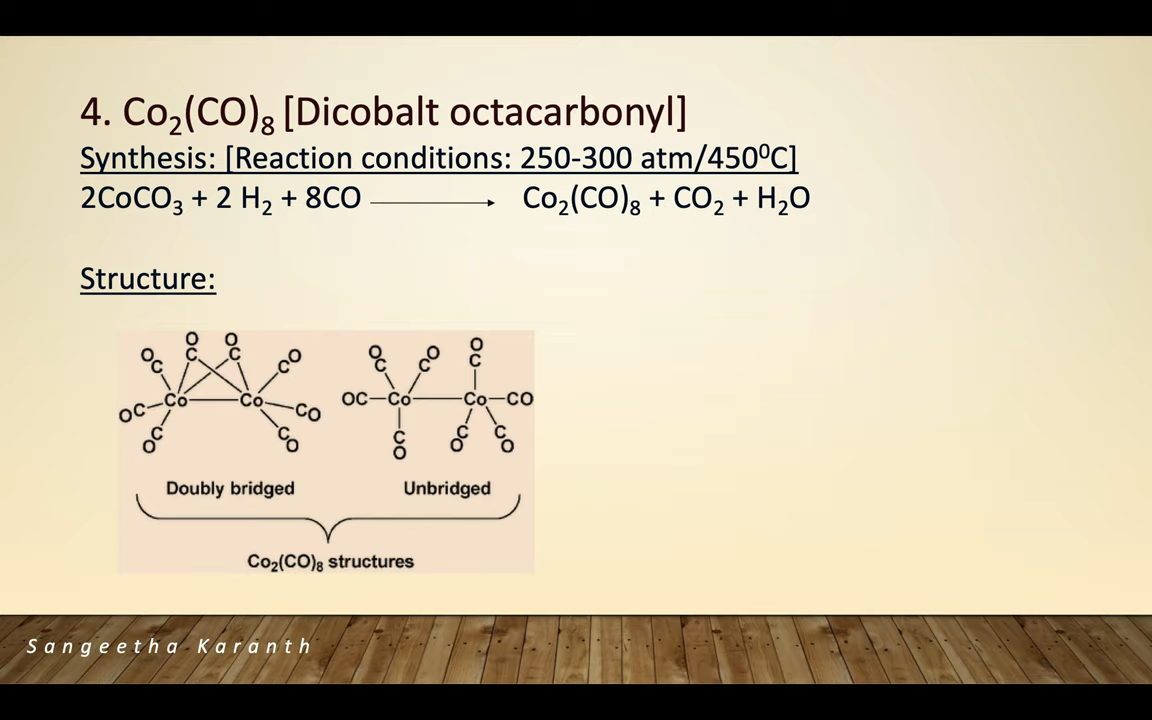 4. Co₂(CO)₈ [Dicobalt octacarbonyl]
Synthesis: [Reaction conditions: 250-300 atm/450⁰C]
2CoCO₃ + 2 H₂ + 8CO ⟶ Co₂(CO)₈ + CO₂ + H₂O
Structure:
O O O O O O O
C C C C C C C
Co Co OC Co Co CO
OC CO
C C C C C
O O O O O
Doubly bridged Unbridged
Co₂(CO)₈ structures
Sangeetha Karanth